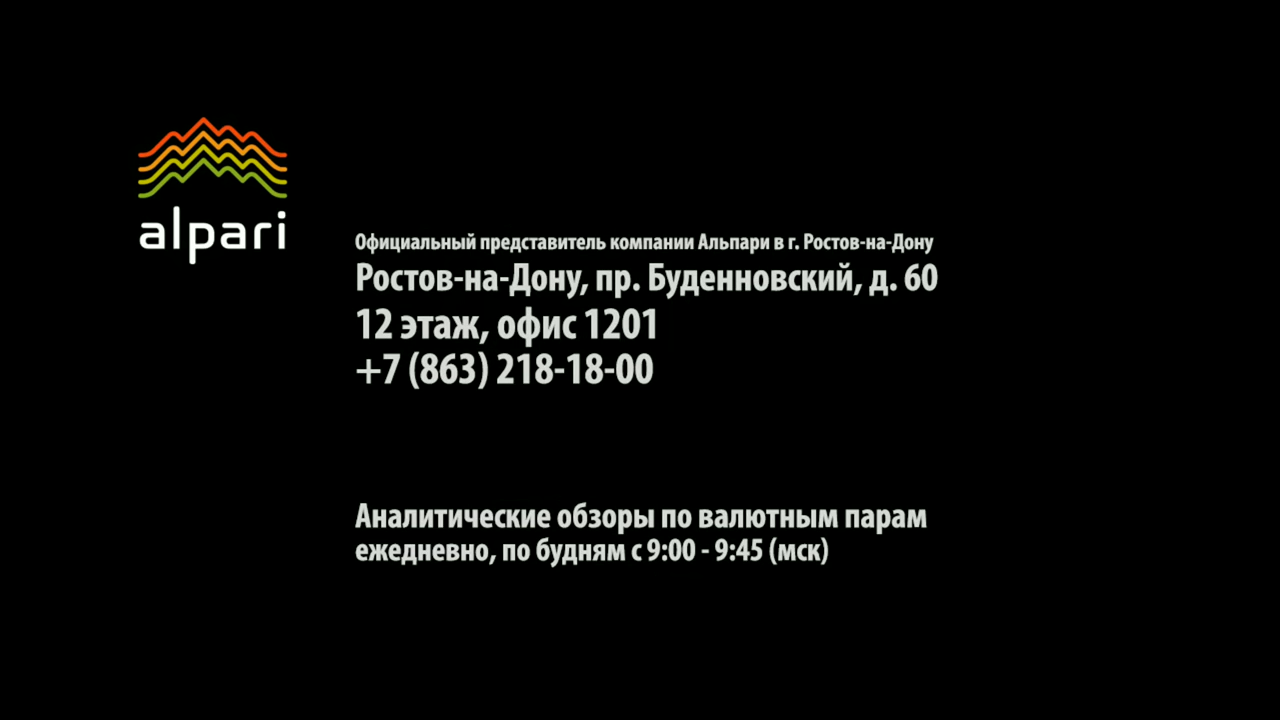 alpari
Официальный представитель компании Альпари в г. Ростов-на-Дону
Ростов-на-Дону, пр. Буденновский, д. 60
12 этаж, офис 1201
+7 (863) 218-18-00
Аналитические обзоры по валютным парам
ежедневно, по будням с 9:00 - 9:45 (мск)